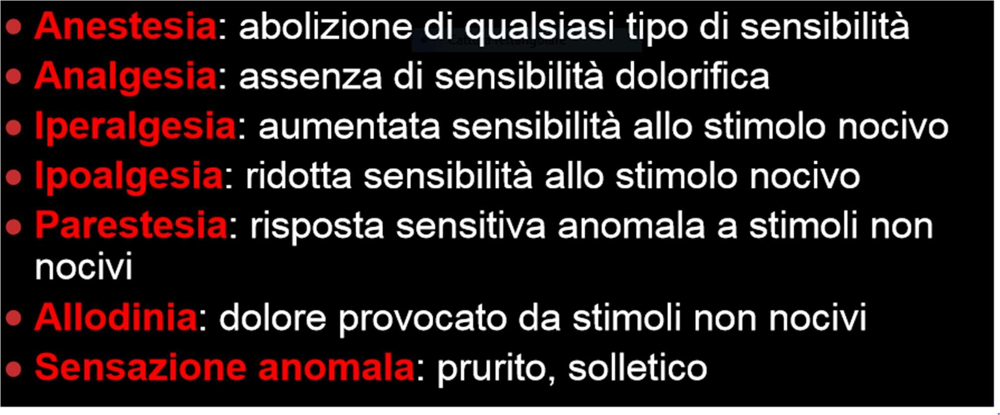 • Anestesia: abolizione di qualsiasi tipo di sensibilità
• Analgesia: assenza di sensibilità dolorifica
• Iperalgesia: aumentata sensibilità allo stimolo nocivo
• Ipoalgesia: ridotta sensibilità allo stimolo nocivo
• Parestesia: risposta sensitiva anomala a stimoli non
nocivi
• Allodinia: dolore provocato da stimoli non nocivi
• Sensazione anomala: prurito, solletico